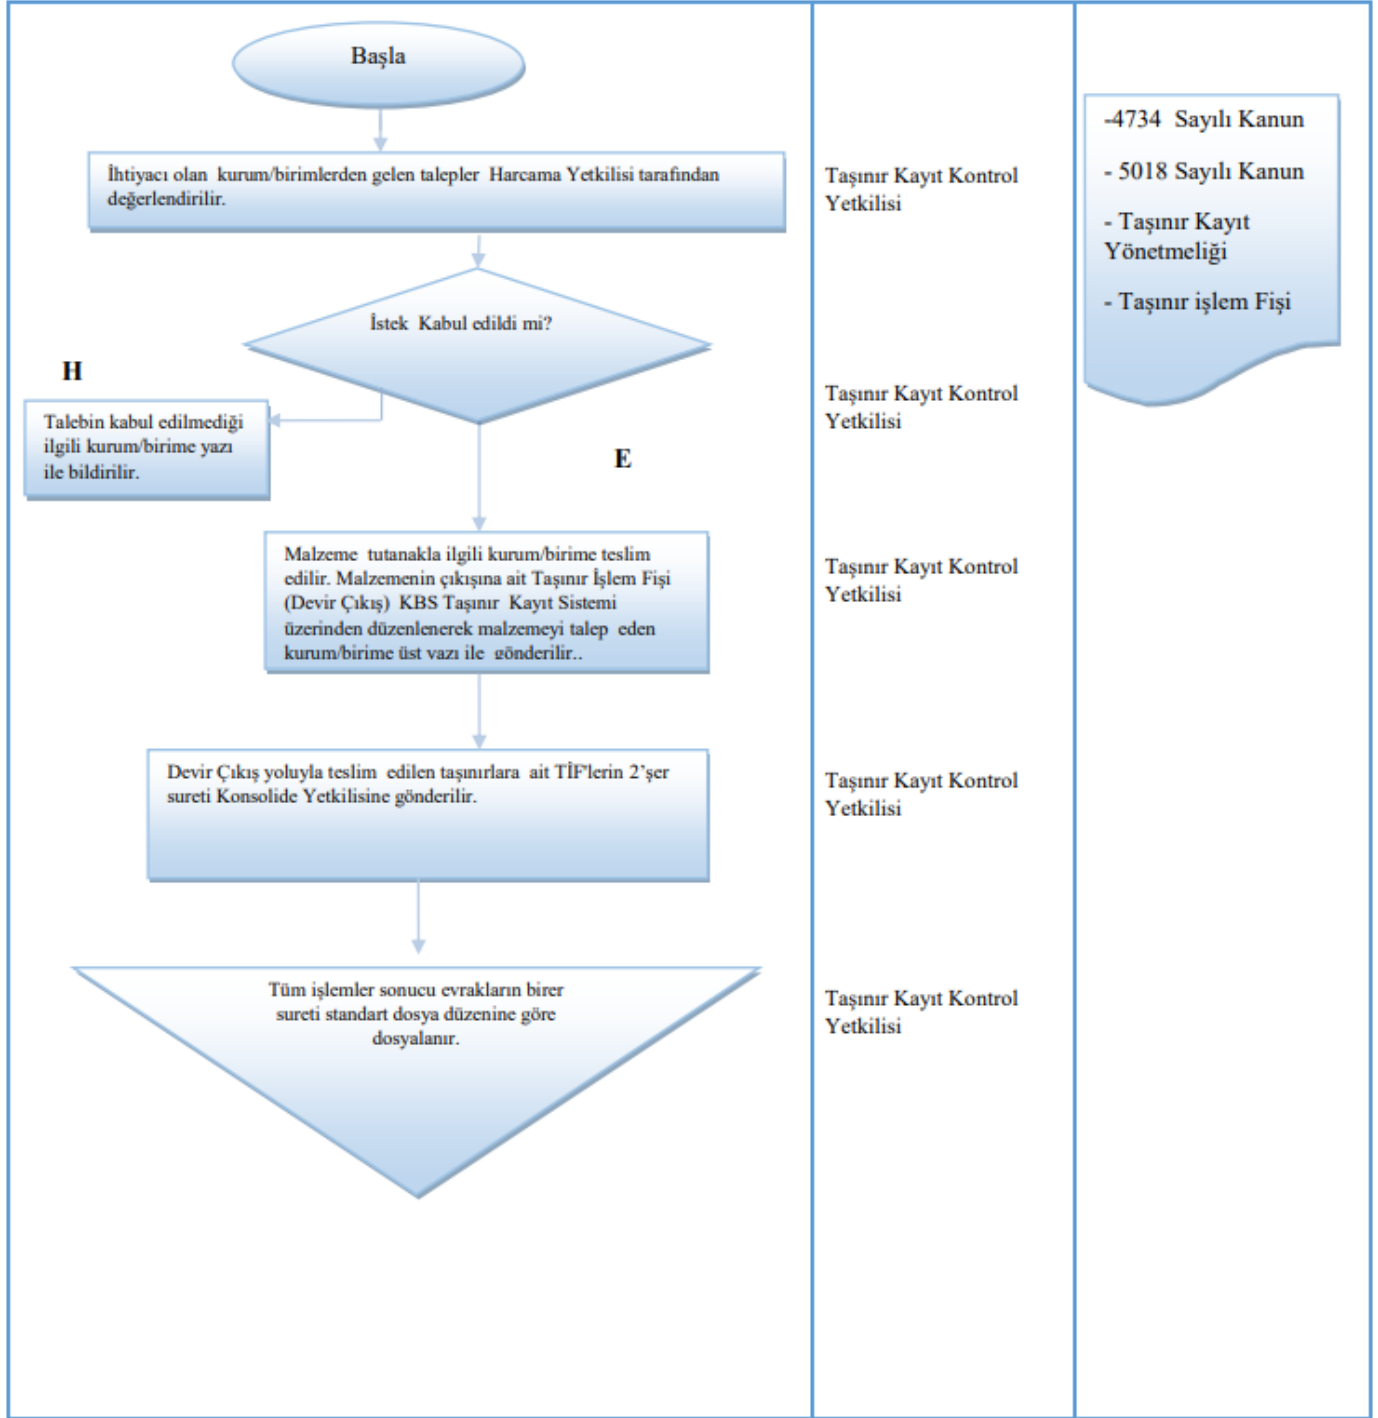 Başla
İhtiyacı olan kurum/birimlerden gelen talepler Harcama Yetkilisi tarafından
değerlendirilir.
Taşınır Kayıt Kontrol
Yetkilisi
-4734 Sayılı Kanun
- 5018 Sayılı Kanun
- Taşınır Kayıt
Yönetmeliği
- Taşınır işlem Fişi
İstek Kabul edildi mi?
H
Talebin kabul edilmediği
ilgili kurum/birime yazı
ile bildirilir.
Taşınır Kayıt Kontrol
Yetkilisi
E
Malzeme tutanakla ilgili kurum/birime teslim
edilir. Malzemenin çıkışına ait Taşınır İşlem Fişi
(Devir Çıkış) KBS Taşınır Kayıt Sistemi
üzerinden düzenlenerek malzemeyi talep eden
kurum/birime üst yazı ile gönderilir..
Taşınır Kayıt Kontrol
Yetkilisi
Devir Çıkış yoluyla teslim edilen taşınırlara ait TİF'lerin 2’şer
sureti Konsolide Yetkilisine gönderilir.
Taşınır Kayıt Kontrol
Yetkilisi
Tüm işlemler sonucu evrakların birer
sureti standart dosya düzenine göre
dosyalanır.
Taşınır Kayıt Kontrol
Yetkilisi